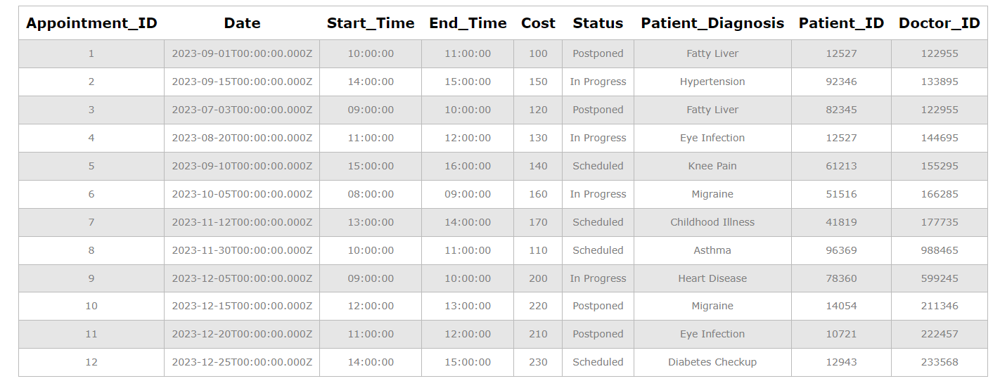 Appointment_ID Date Start_Time End_Time Cost Status Patient_Diagnosis Patient_ID Doctor_ID
1 2023-09-01T00:00:00.000Z 10:00:00 11:00:00 100 Postponed Fatty Liver 12527 122955
2 2023-09-15T00:00:00.000Z 14:00:00 15:00:00 150 In Progress Hypertension 92346 133895
3 2023-07-03T00:00:00.000Z 09:00:00 10:00:00 120 Postponed Fatty Liver 82345 122955
4 2023-08-20T00:00:00.000Z 11:00:00 12:00:00 130 In Progress Eye Infection 12527 144695
5 2023-09-10T00:00:00.000Z 15:00:00 16:00:00 140 Scheduled Knee Pain 61213 155295
6 2023-10-05T00:00:00.000Z 08:00:00 09:00:00 160 In Progress Migraine 51516 166285
7 2023-11-12T00:00:00.000Z 13:00:00 14:00:00 170 Scheduled Childhood Illness 41819 177735
8 2023-11-30T00:00:00.000Z 10:00:00 11:00:00 110 Scheduled Asthma 96369 988465
9 2023-12-05T00:00:00.000Z 09:00:00 10:00:00 200 In Progress Heart Disease 78360 599245
10 2023-12-15T00:00:00.000Z 12:00:00 13:00:00 220 Postponed Migraine 14054 211346
11 2023-12-20T00:00:00.000Z 11:00:00 12:00:00 210 Postponed Eye Infection 10721 222457
12 2023-12-25T00:00:00.000Z 14:00:00 15:00:00 230 Scheduled Diabetes Checkup 12943 233568